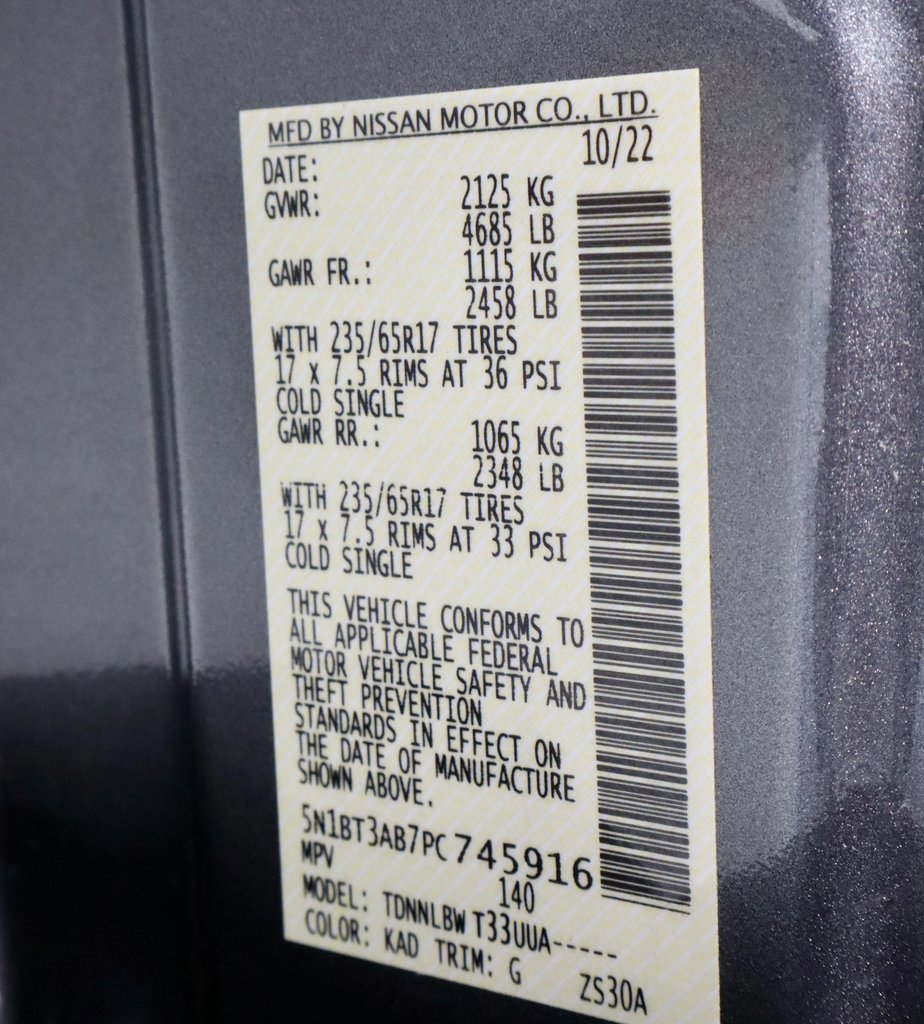 MFD BY NISSAN MOTOR CO., LTD.
DATE: 10/22
GVWR: 2125 KG
4685 LB
GAWR FR.: 1115 KG
2458 LB
WITH 235/65R17 TIRES
17 x 7.5 RIMS AT 36 PSI
COLD SINGLE
GAWR RR.: 1065 KG
2348 LB
WITH 235/65R17 TIRES
17 x 7.5 RIMS AT 33 PSI
COLD SINGLE
THIS VEHICLE CONFORMS TO
ALL APPLICABLE FEDERAL
MOTOR VEHICLE SAFETY AND
THEFT PREVENTION
STANDARDS IN EFFECT ON
THE DATE OF MANUFACTURE
SHOWN ABOVE.
5N1BT3AB7PC745916
MPV 140
MODEL: TDNNLBW T33UUA-----
COLOR: KAD TRIM: G ZS30A